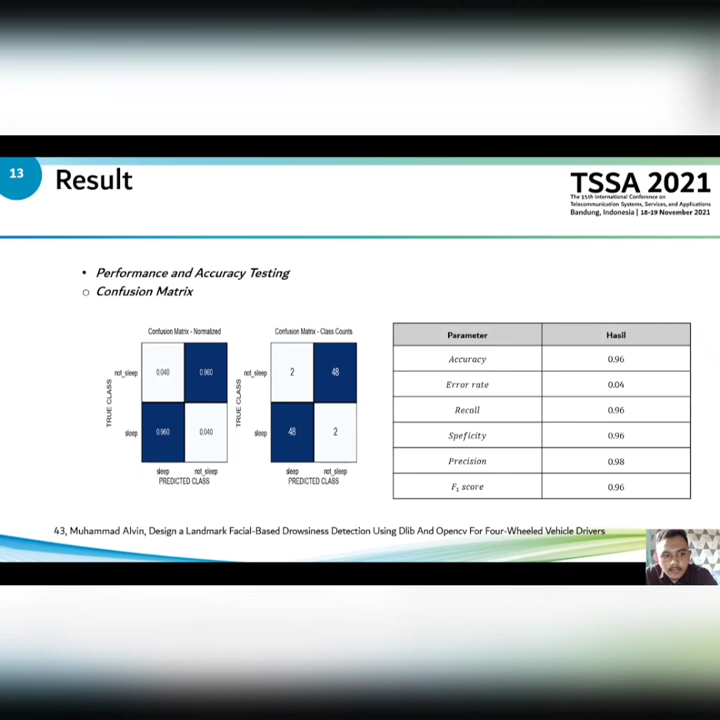 13
Result
TSSA 2021
The 15th International Conference on
Telecommunication Systems, Services, and Applications
Bandung, Indonesia | 18-19 November 2021
• Performance and Accuracy Testing
○ Confusion Matrix
Confusion Matrix - Normalized
TRUE CLASS
not_sleep
0.040
0.960
sleep
0.960
0.040
sleep not_sleep
PREDICTED CLASS
Confusion Matrix - Class Counts
TRUE CLASS
not_sleep
2
48
sleep
48
2
sleep not_sleep
PREDICTED CLASS
Parameter Hasil
Accuracy 0.96
Error rate 0.04
Recall 0.96
Speficity 0.96
Precision 0.98
F1 score 0.96
43, Muhammad Alvin, Design a Landmark Facial-Based Drowsiness Detection Using Dlib And Opencv For Four-Wheeled Vehicle Drivers